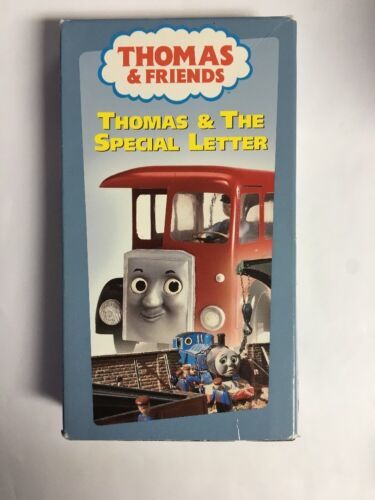 THOMAS
& FRIENDS
THOMAS & THE
SPECIAL LETTER